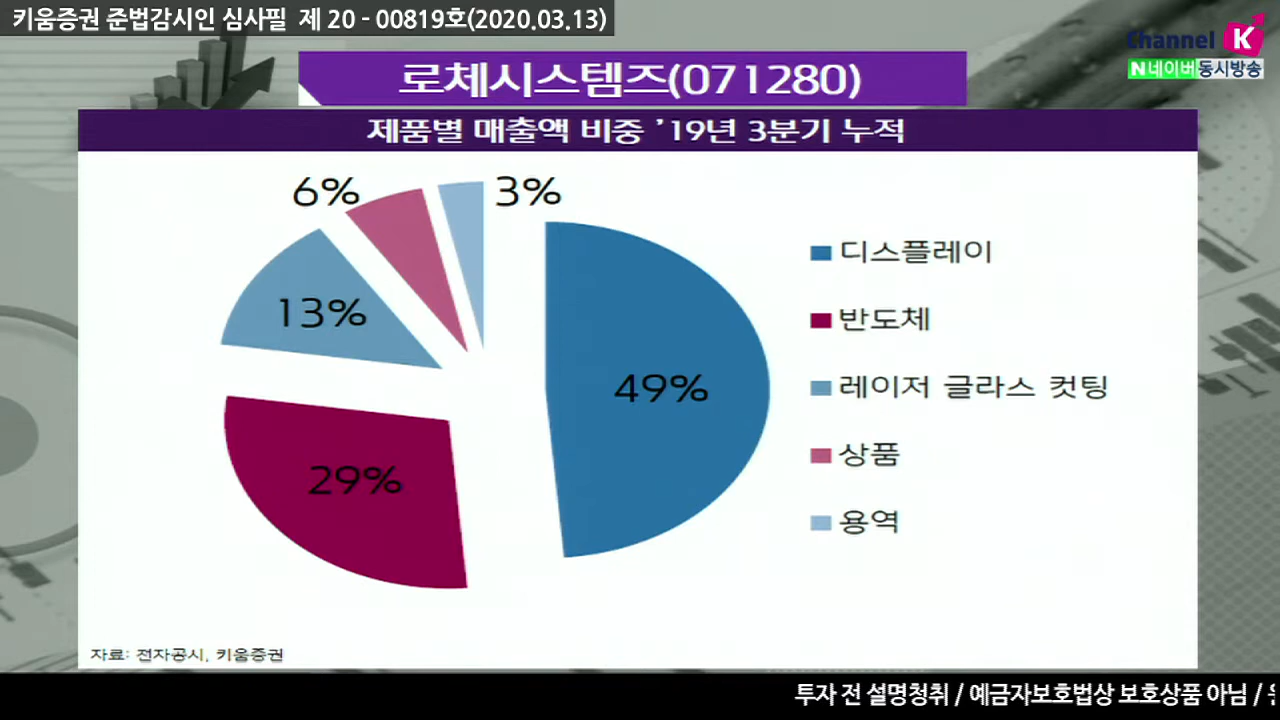 키움증권 준법감시인 심사필 제 20 - 00819호(2020.03.13)
Channel K
N 네이버 동시방송
로체시스템즈(071280)
제품별 매출액 비중 ’19년 3분기 누적
6%
3%
13%
49%
29%
디스플레이
반도체
레이저 글라스 컷팅
상품
용역
자료: 전자공시, 키움증권
투자 전 설명청취 / 예금자보호법상 보호상품 아님 /